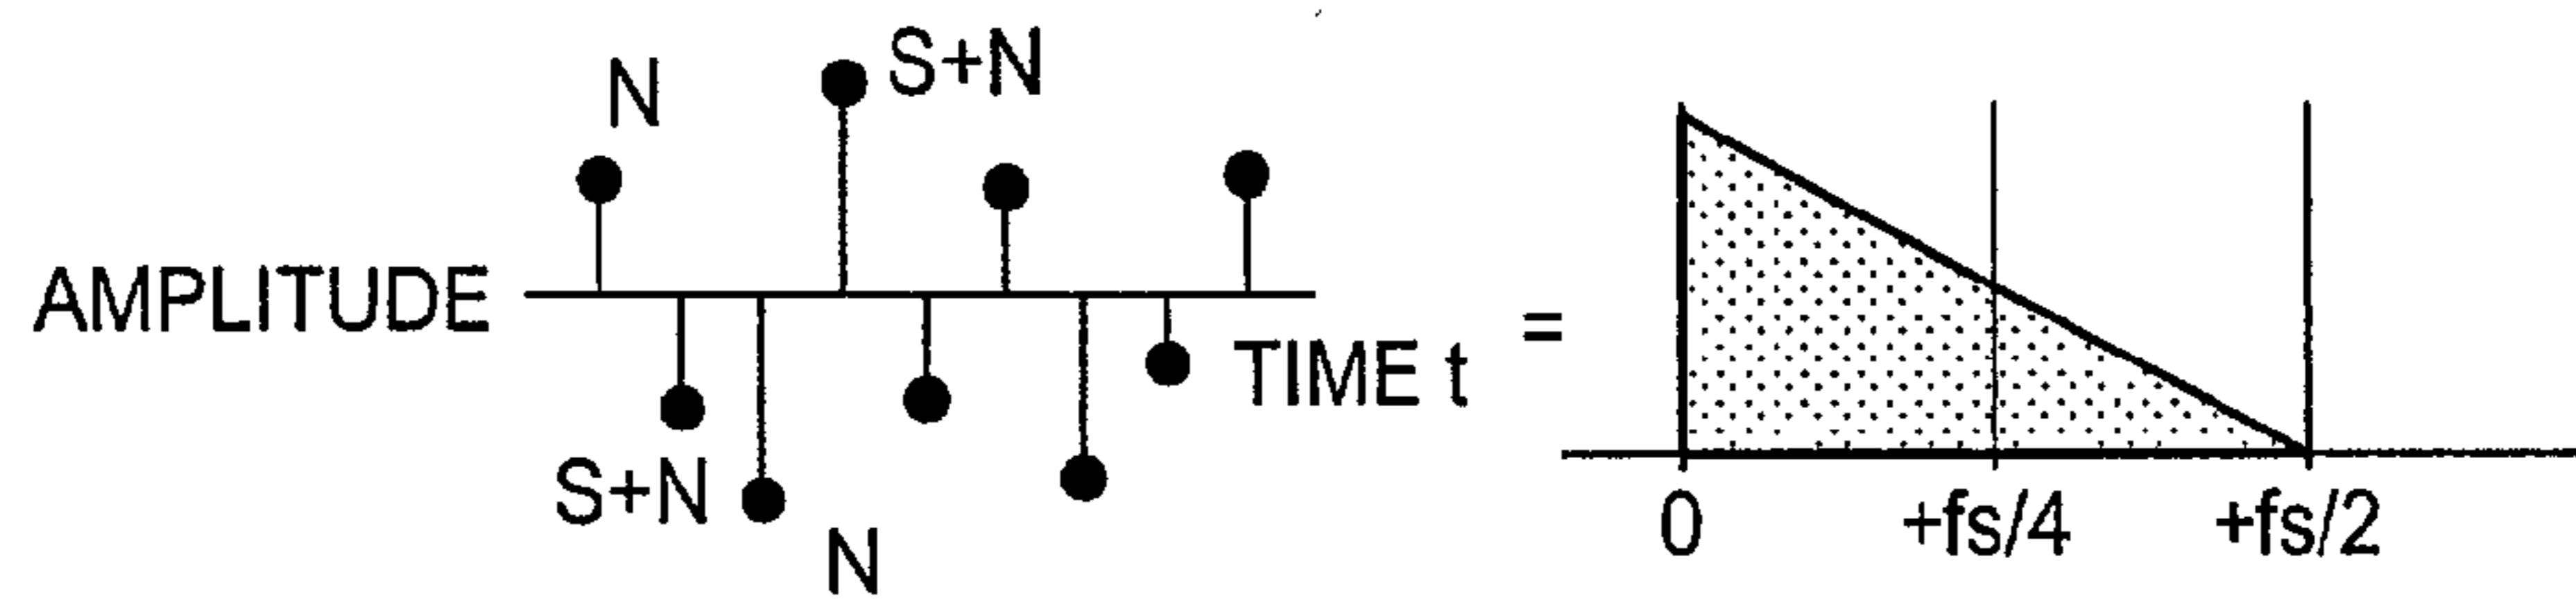 N
S+N
AMPLITUDE
TIME t
=
S+N
N
0
+fs/4
+fs/2